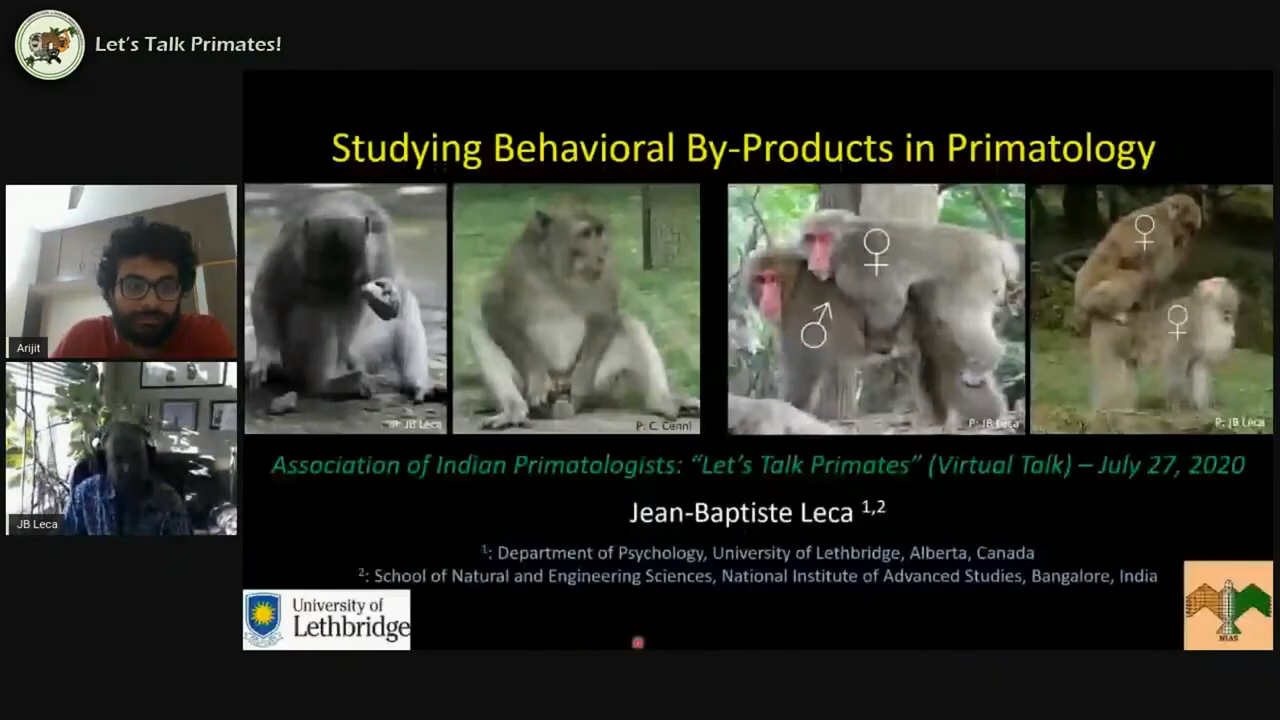 Let's Talk Primates!
Studying Behavioral By-Products in Primatology
Arijit
JB Leca
P: JB Leca
P: C. Cenni
P: JB Leca
P: JB Leca
♀
♂
♀
♀
Association of Indian Primatologists: “Let's Talk Primates” (Virtual Talk) – July 27, 2020
Jean-Baptiste Leca 1,2
1: Department of Psychology, University of Lethbridge, Alberta, Canada
2: School of Natural and Engineering Sciences, National Institute of Advanced Studies, Bangalore, India
University of
Lethbridge
NIAS